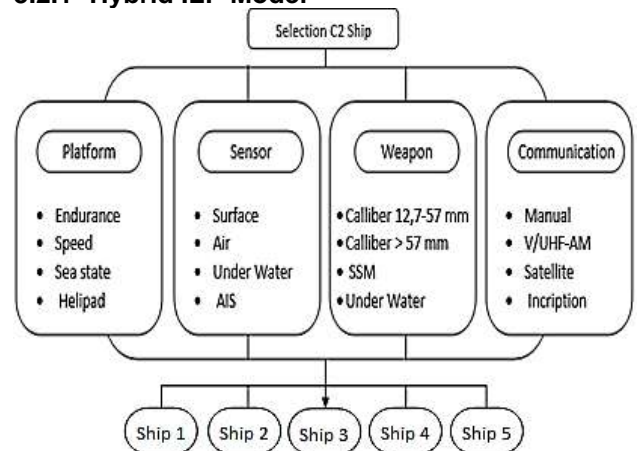 Selection C2 Ship
Platform
• Endurance
• Speed
• Sea state
• Helipad
Sensor
• Surface
• Air
• Under Water
• AIS
Weapon
• Calliber 12,7-57 mm
• Calliber > 57 mm
• SSM
• Under Water
Communication
• Manual
• V/UHF-AM
• Satellite
• Incription
Ship 1
Ship 2
Ship 3
Ship 4
Ship 5